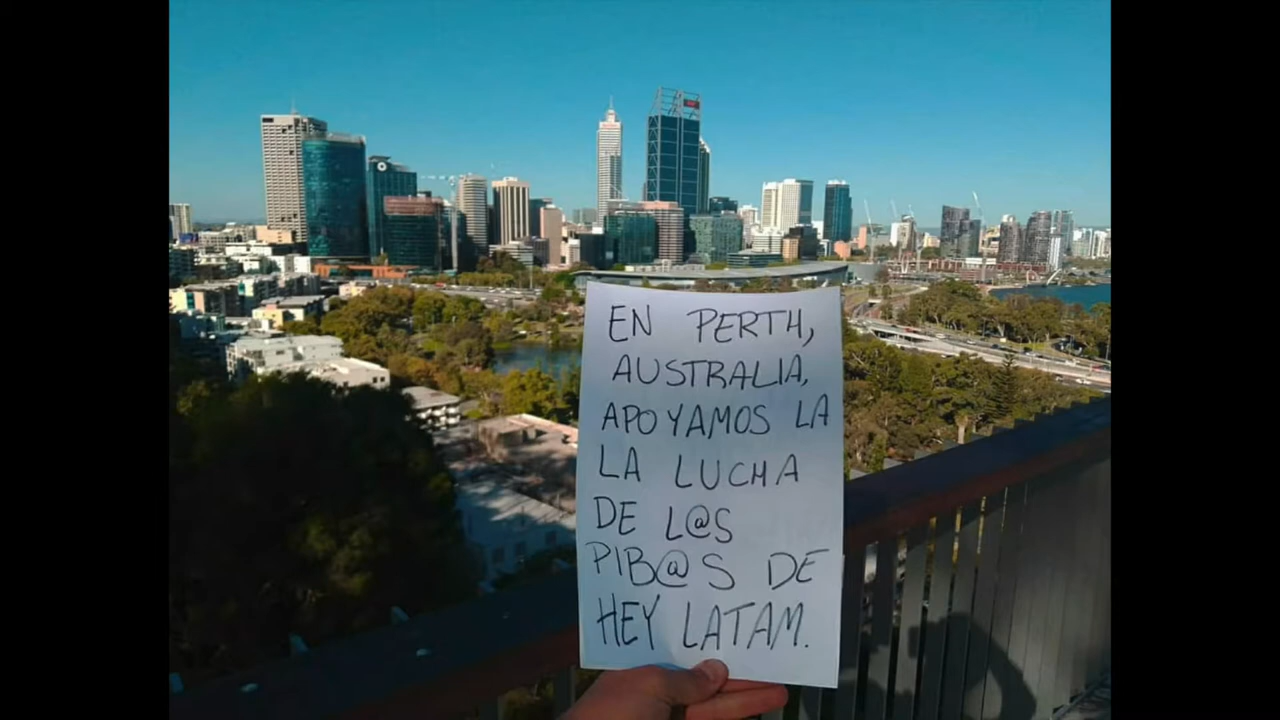 EN PERTH,
AUSTRALIA,
APOYAMOS LA
LA LUCHA
DE L@S
PIB@S DE
HEY LATAM.